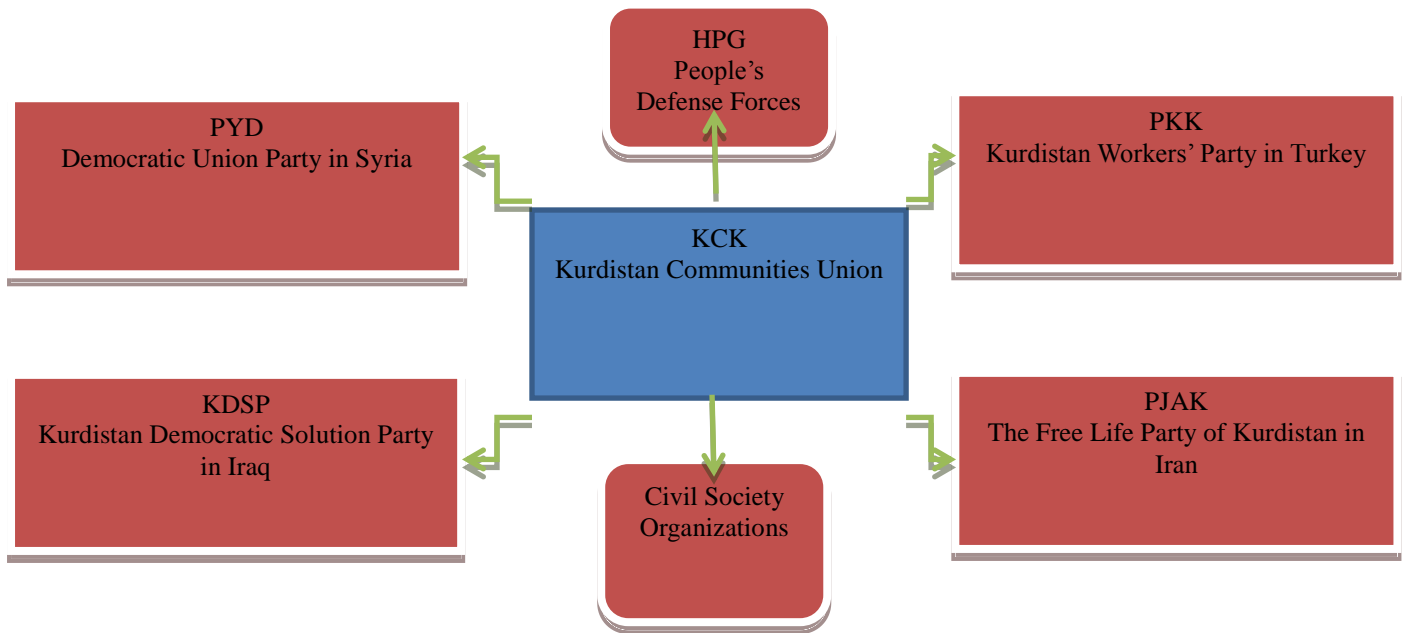 HPG
People’s
Defense Forces
PYD
Democratic Union Party in Syria
PKK
Kurdistan Workers’ Party in Turkey
KCK
Kurdistan Communities Union
KDSP
Kurdistan Democratic Solution Party
in Iraq
PJAK
The Free Life Party of Kurdistan in
Iran
Civil Society
Organizations